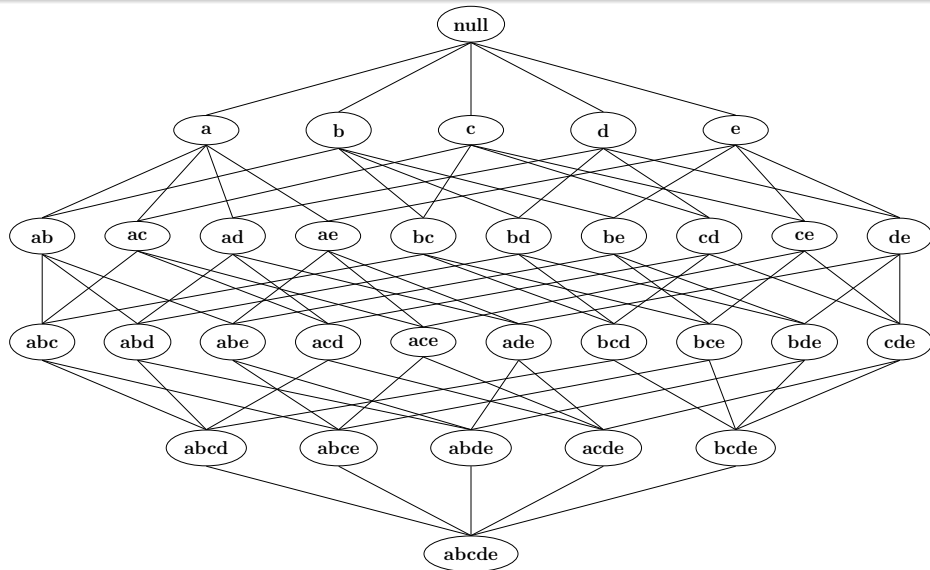 null
a b c d e
ab ac ad ae bc bd be cd ce de
abc abd abe acd ace ade bcd bce bde cde
abcd abce abde acde bcde
abcde